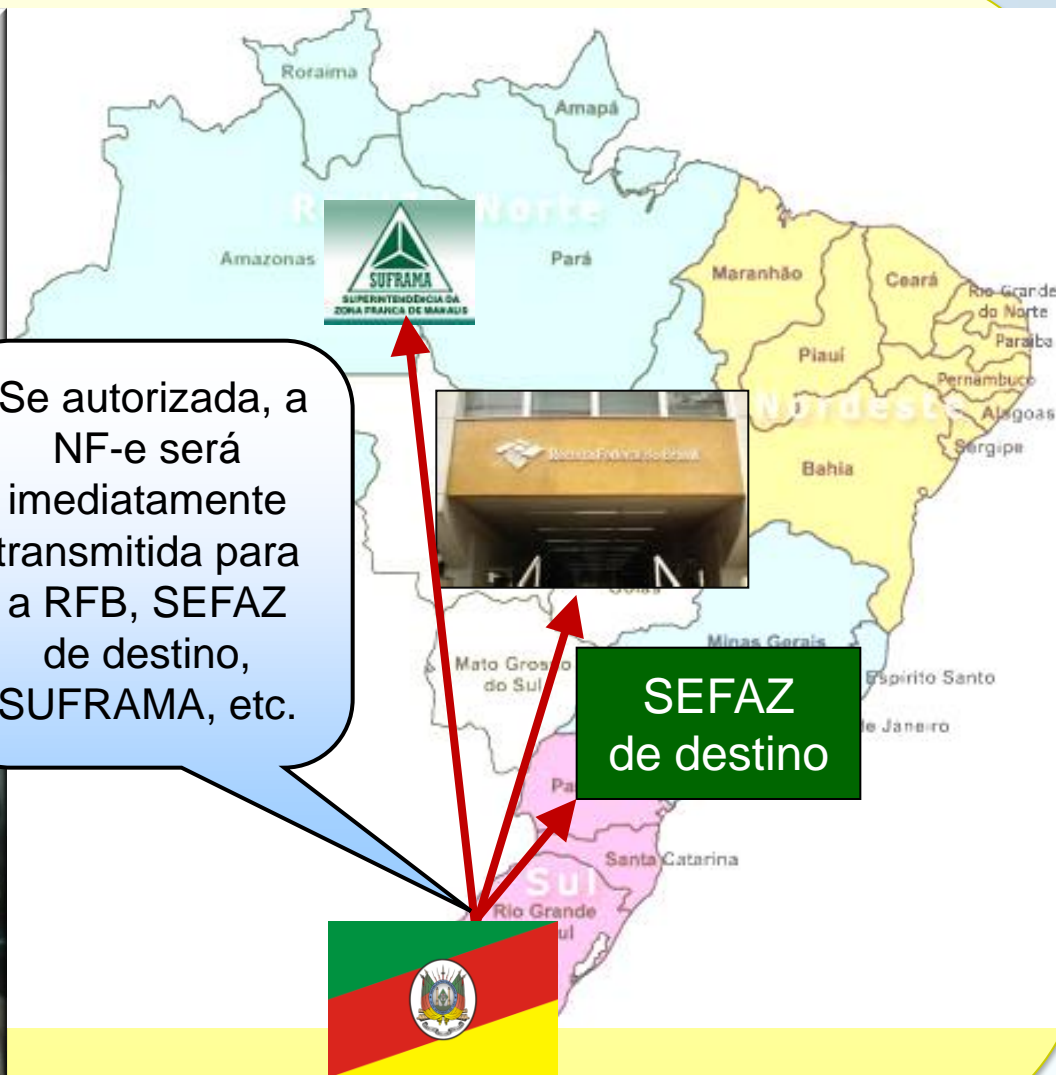 Roraima
Amapá
Região Norte
Amazonas
Pará
SUFRAMA
SUPERINTENDÊNCIA DA
ZONA FRANCA DE MANAUS
Maranhão
Ceará
Rio Grande
do Norte
Paraíba
Piauí
Pernambuco
Nordeste
Alagoas
Sergipe
Bahia
Receita Federal do Brasil
Se autorizada, a
NF-e será
imediatamente
transmitida para
a RFB, SEFAZ
de destino,
SUFRAMA, etc.
Goiás
Minas Gerais
Mato Grosso
do Sul
Espírito Santo
de Janeiro
SEFAZ
de destino
Pa
Santa Catarina
Sul
Rio Grande
ul